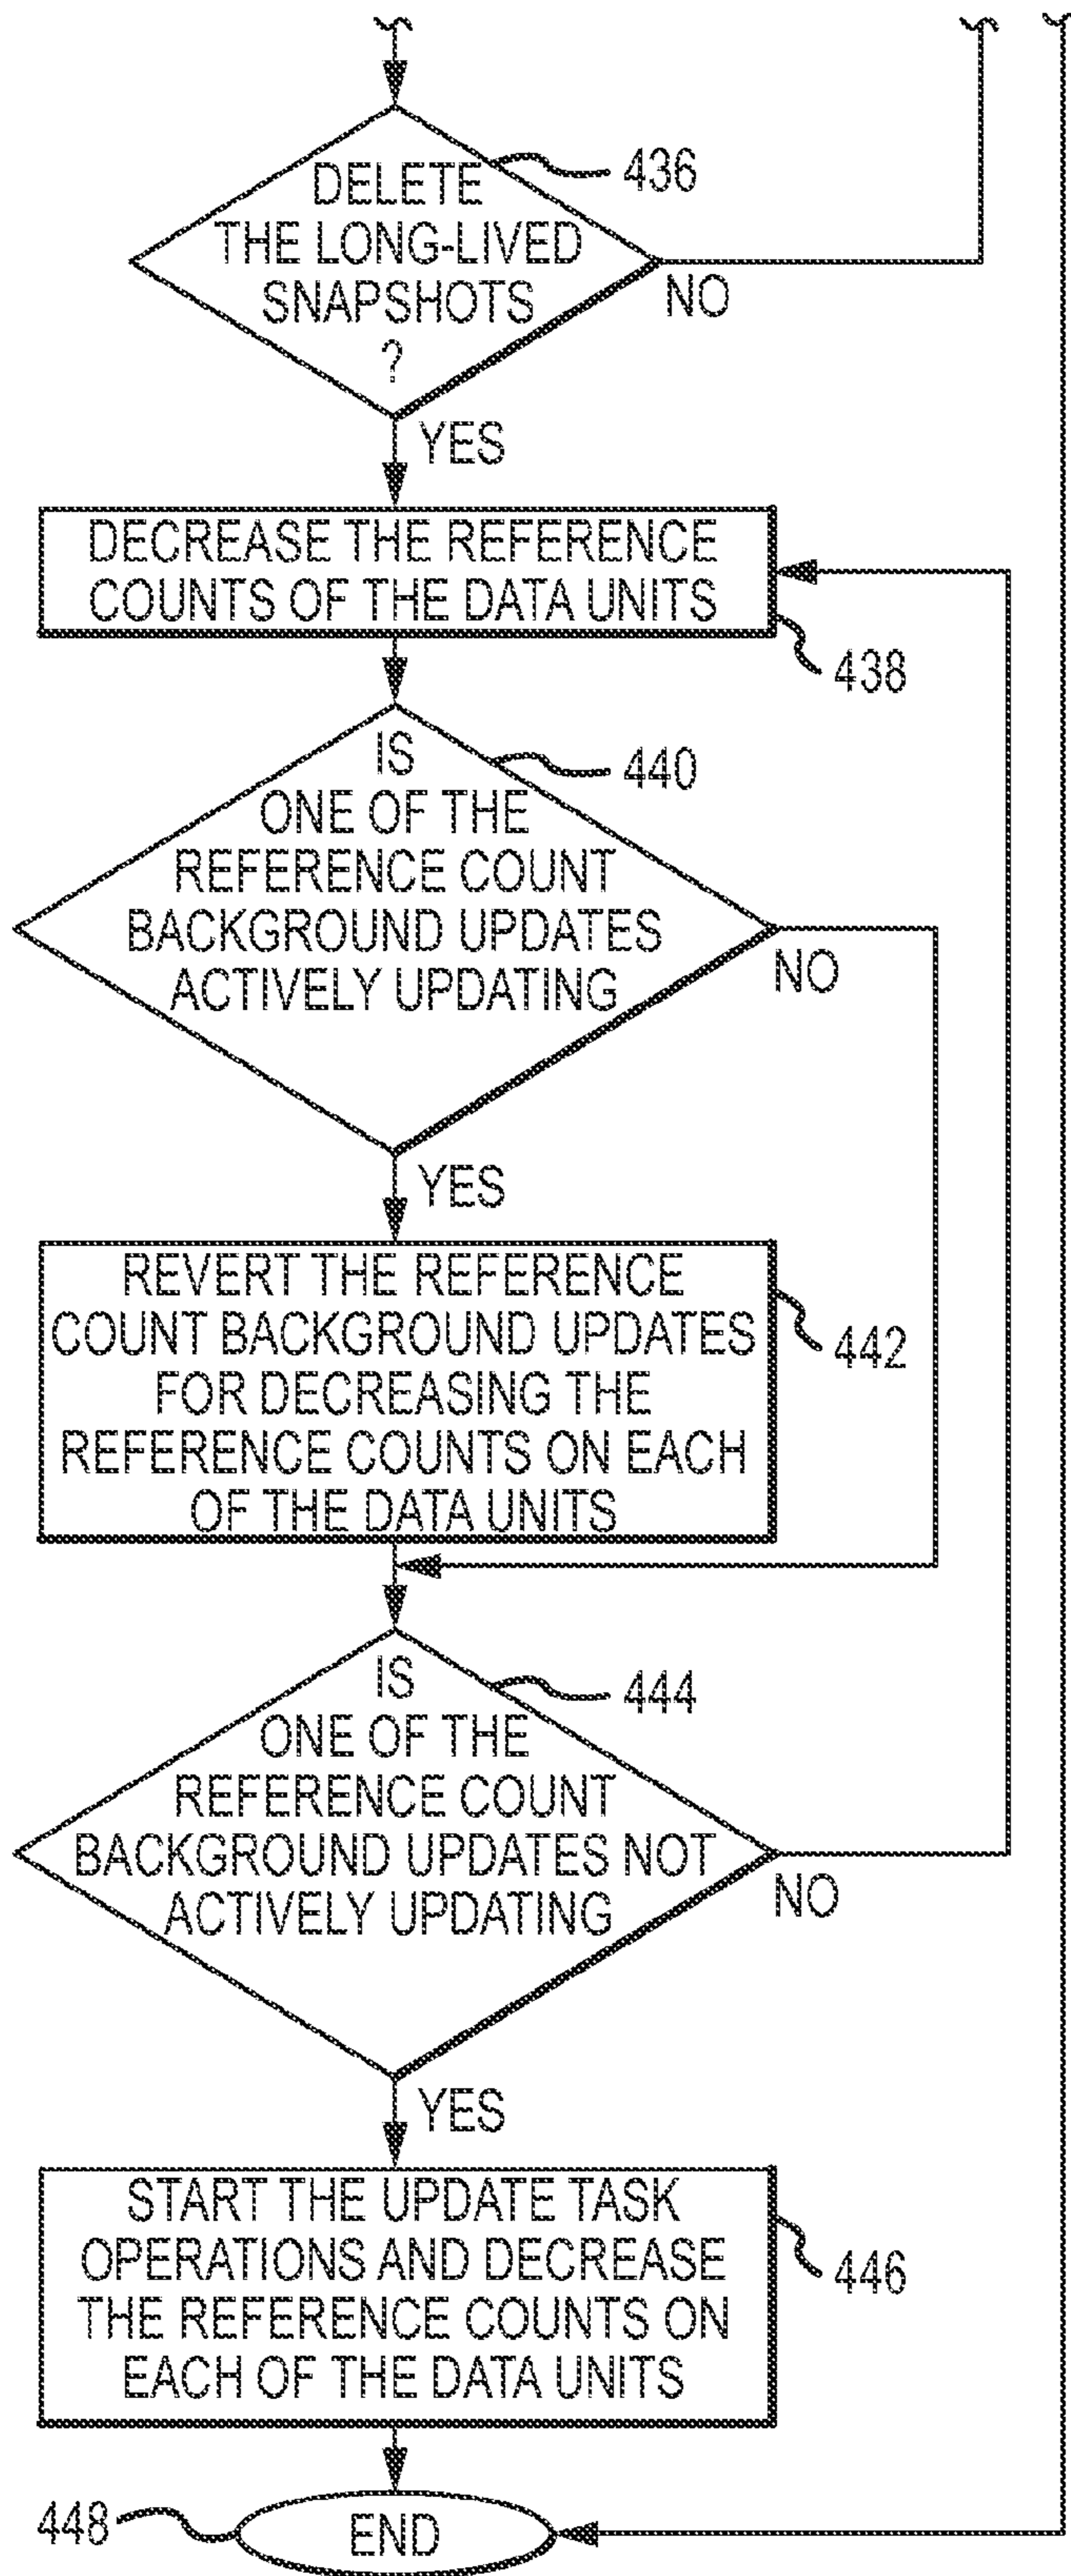 DELETE
THE LONG-LIVED
SNAPSHOTS
?
436
NO
YES
DECREASE THE REFERENCE
COUNTS OF THE DATA UNITS
438
IS
ONE OF THE
REFERENCE COUNT
BACKGROUND UPDATES
ACTIVELY UPDATING
440
NO
YES
REVERT THE REFERENCE
COUNT BACKGROUND UPDATES
FOR DECREASING THE
REFERENCE COUNTS ON EACH
OF THE DATA UNITS
442
IS
ONE OF THE
REFERENCE COUNT
BACKGROUND UPDATES NOT
ACTIVELY UPDATING
444
NO
YES
START THE UPDATE TASK
OPERATIONS AND DECREASE
THE REFERENCE COUNTS ON
EACH OF THE DATA UNITS
446
448
END